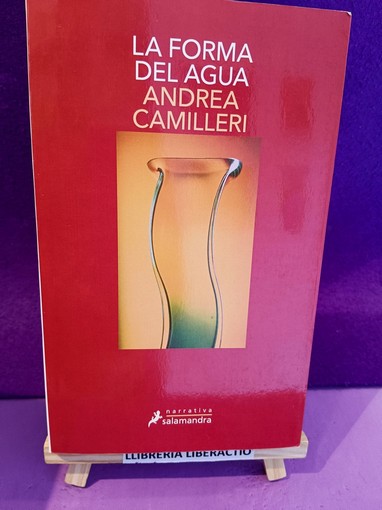 LA FORMA
DEL AGUA
ANDREA
CAMILLERI
narrativa
salamandra
LLIBRERIA LIBERACTIO